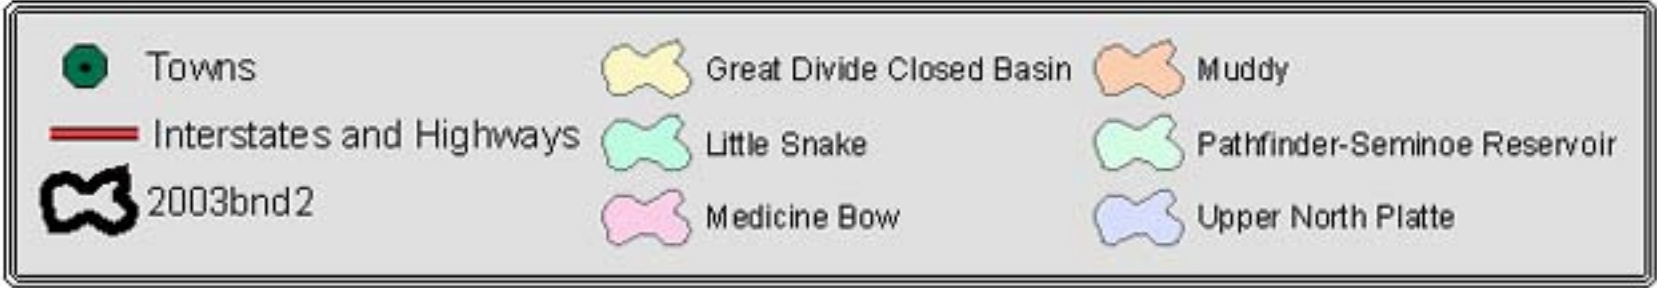 Towns
Interstates and Highways
2003bnd2
Great Divide Closed Basin
Little Snake
Medicine Bow
Muddy
Pathfinder-Seminoe Reservoir
Upper North Platte